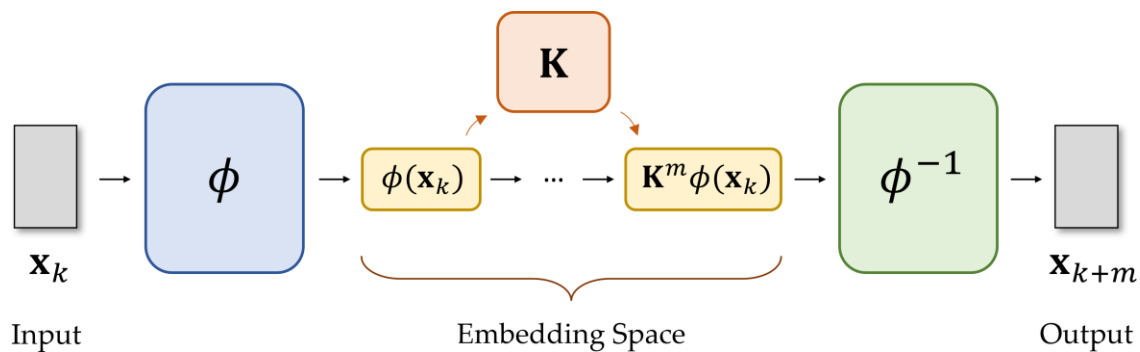 K
ϕ
ϕ(x_k)
...
K^m ϕ(x_k)
ϕ^{-1}
x_k
x_{k+m}
Input
Embedding Space
Output